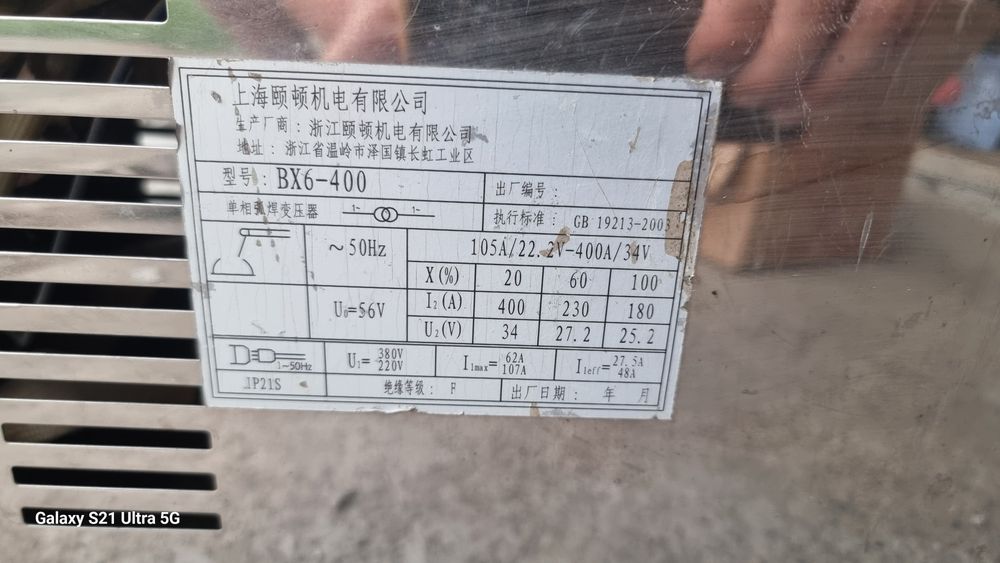 上海颐顿机电有限公司
生产厂商：浙江颐顿机电有限公司
地址：浙江省温岭市泽国镇长虹工业区
型号：BX6-400
出厂编号：
单相弧焊变压器 1~ 1~
执行标准：GB 19213-2003
~50Hz
105A/22.2V-400A/34V
X(%) 20 60 100
U₀=56V
I₂(A) 400 230 180
U₂(V) 34 27.2 25.2
1~50Hz
U₁= 380V 220V
I₁max= 62A 107A
I₁eff= 27.5A 48A
IP21S
绝缘等级：F
出厂日期： 年 月
Galaxy S21 Ultra 5G